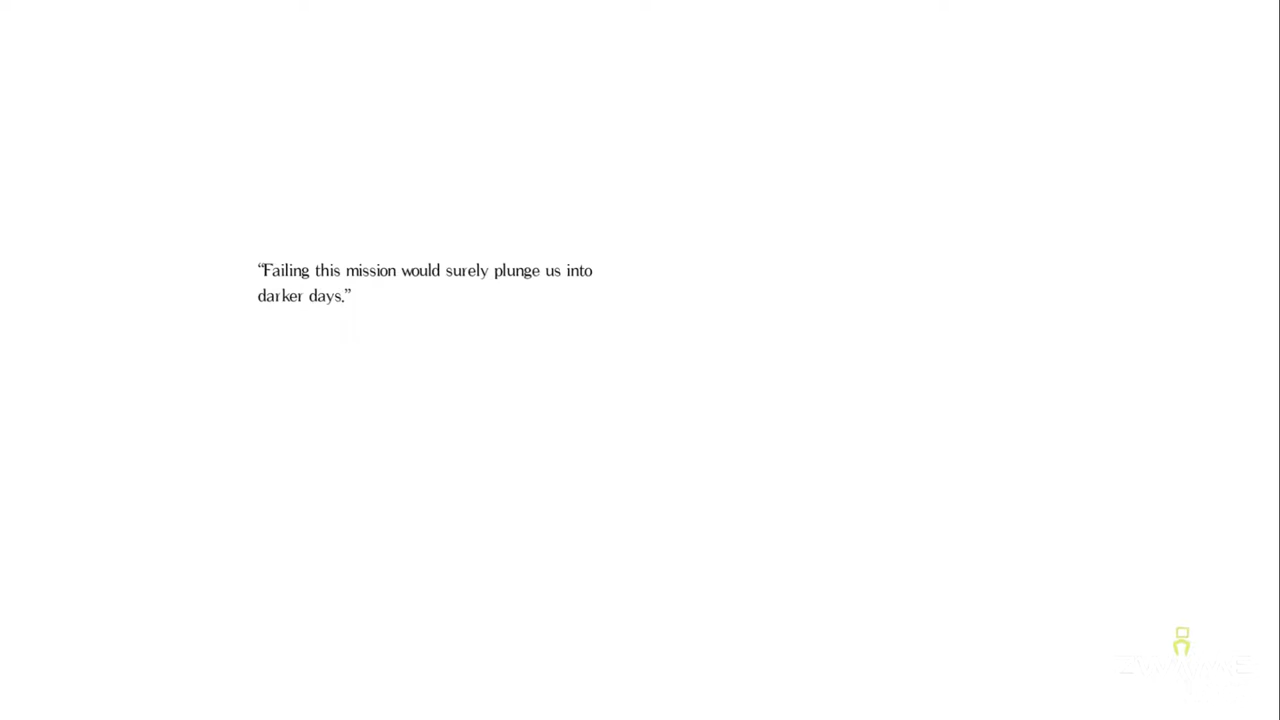 “Failing this mission would surely plunge us into
darker days.”